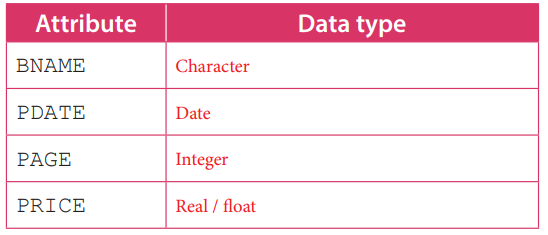 Attribute Data type
BNAME Character
PDATE Date
PAGE Integer
PRICE Real / float